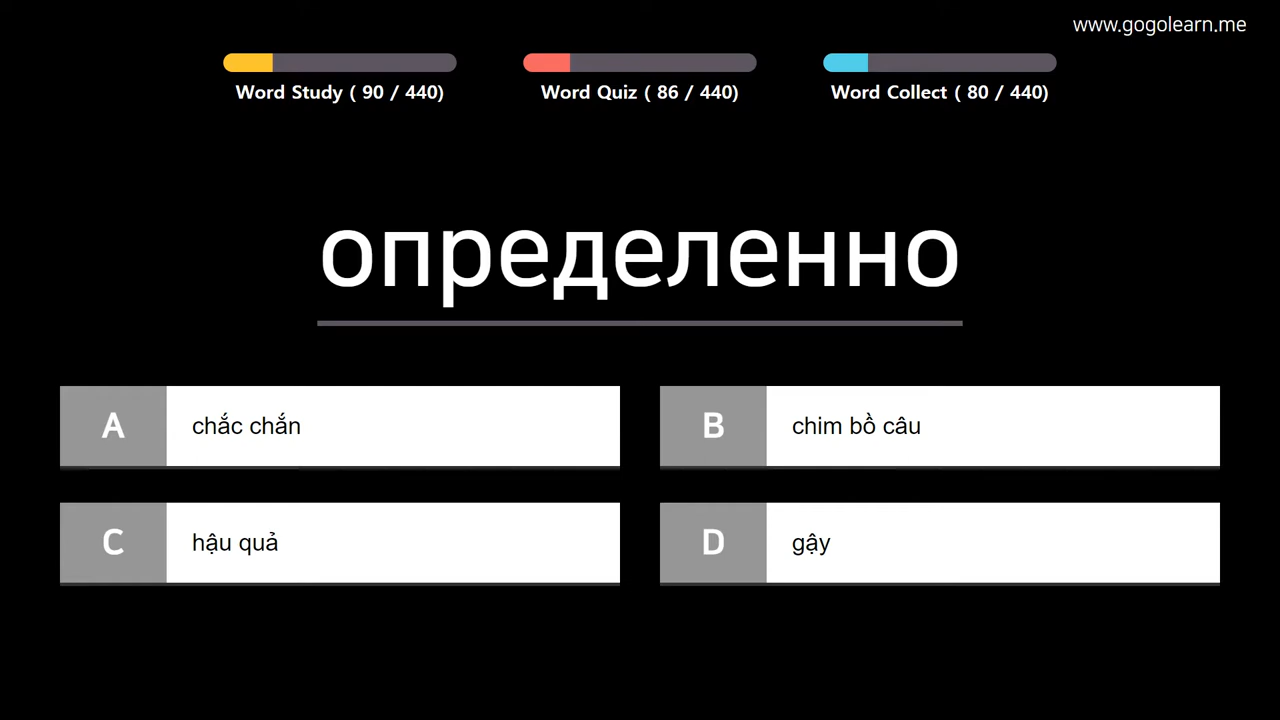 www.gogolearn.me
Word Study ( 90 / 440)
Word Quiz ( 86 / 440)
Word Collect ( 80 / 440)
определенно
A chắc chắn
B chim bồ câu
C hậu quả
D gậy